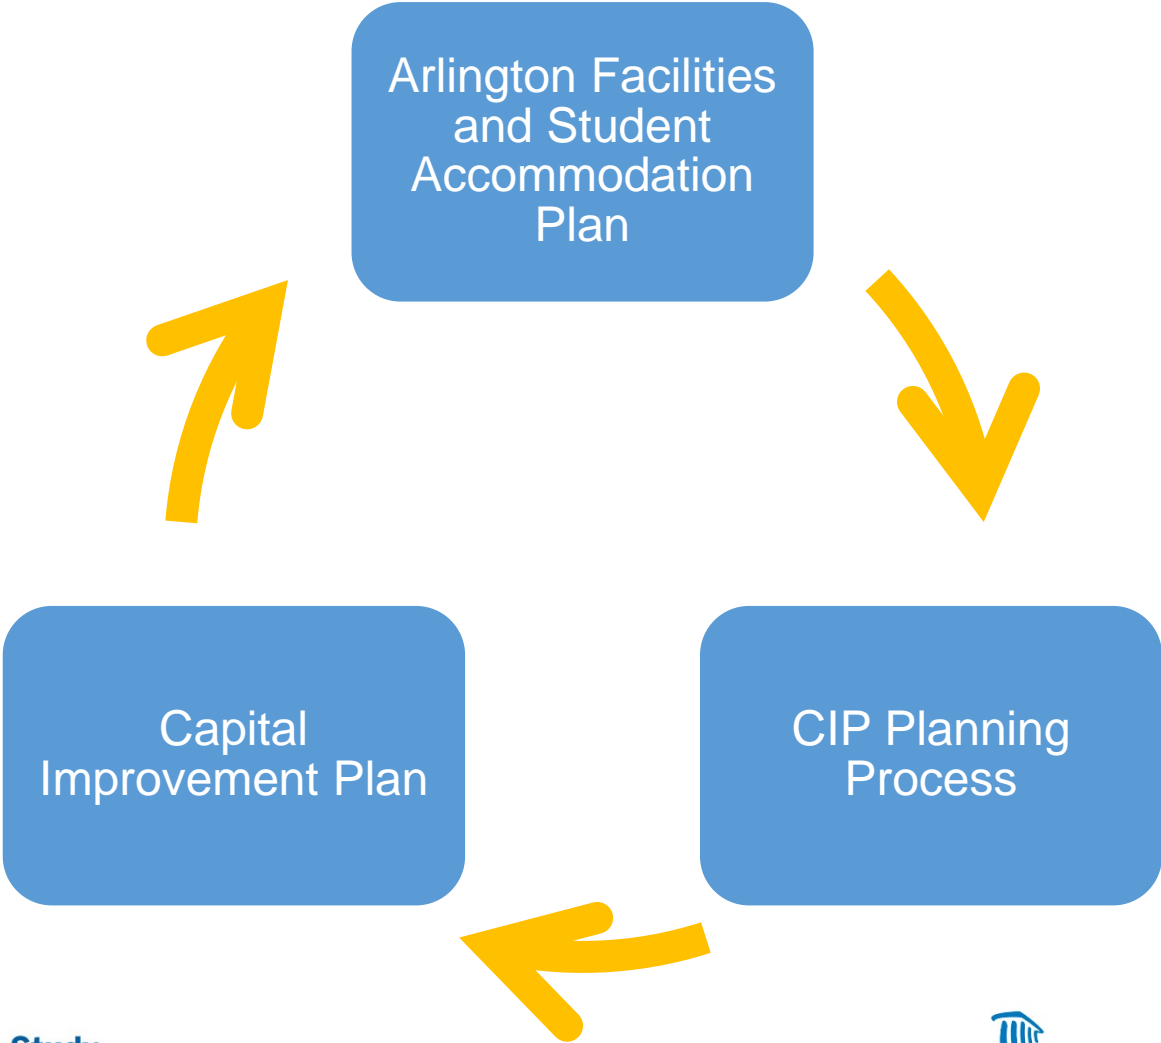 Arlington Facilities
and Student
Accommodation
Plan
Capital
Improvement Plan
CIP Planning
Process